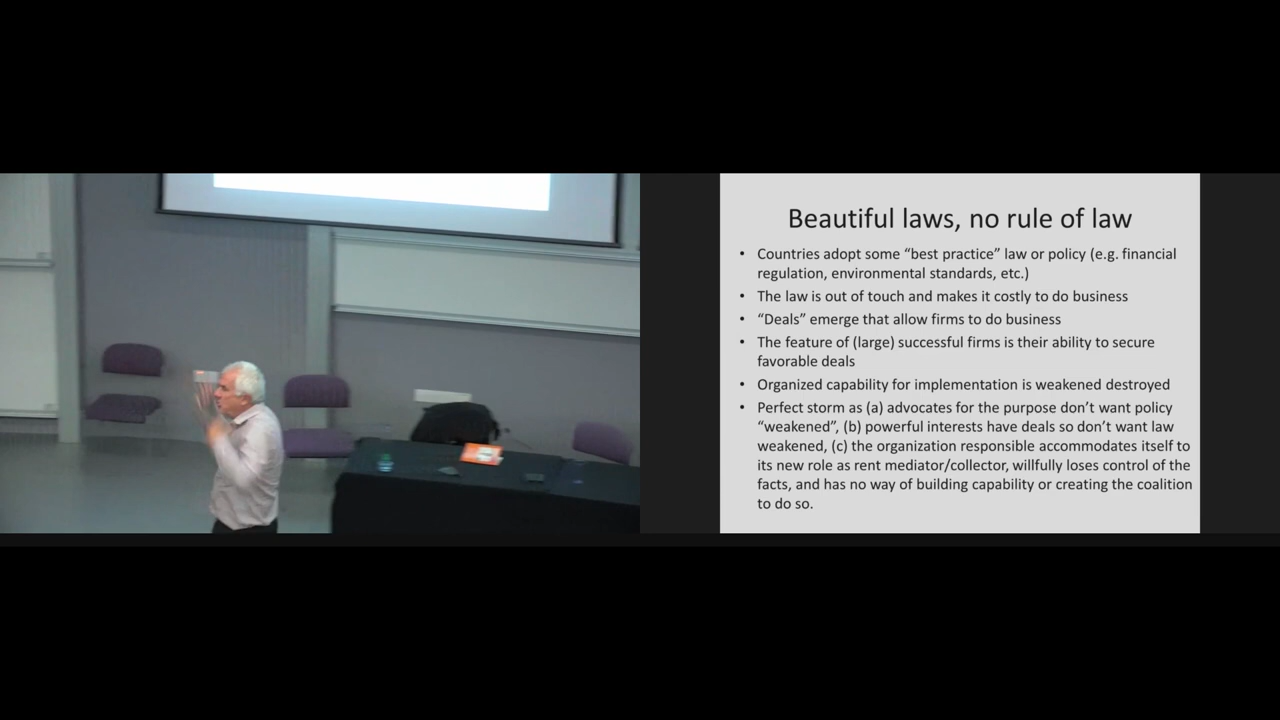 Beautiful laws, no rule of law
• Countries adopt some “best practice” law or policy (e.g. financial
regulation, environmental standards, etc.)
• The law is out of touch and makes it costly to do business
• “Deals” emerge that allow firms to do business
• The feature of (large) successful firms is their ability to secure
favorable deals
• Organized capability for implementation is weakened destroyed
• Perfect storm as (a) advocates for the purpose don’t want policy
“weakened”, (b) powerful interests have deals so don’t want law
weakened, (c) the organization responsible accommodates itself to
its new role as rent mediator/collector, willfully loses control of the
facts, and has no way of building capability or creating the coalition
to do so.